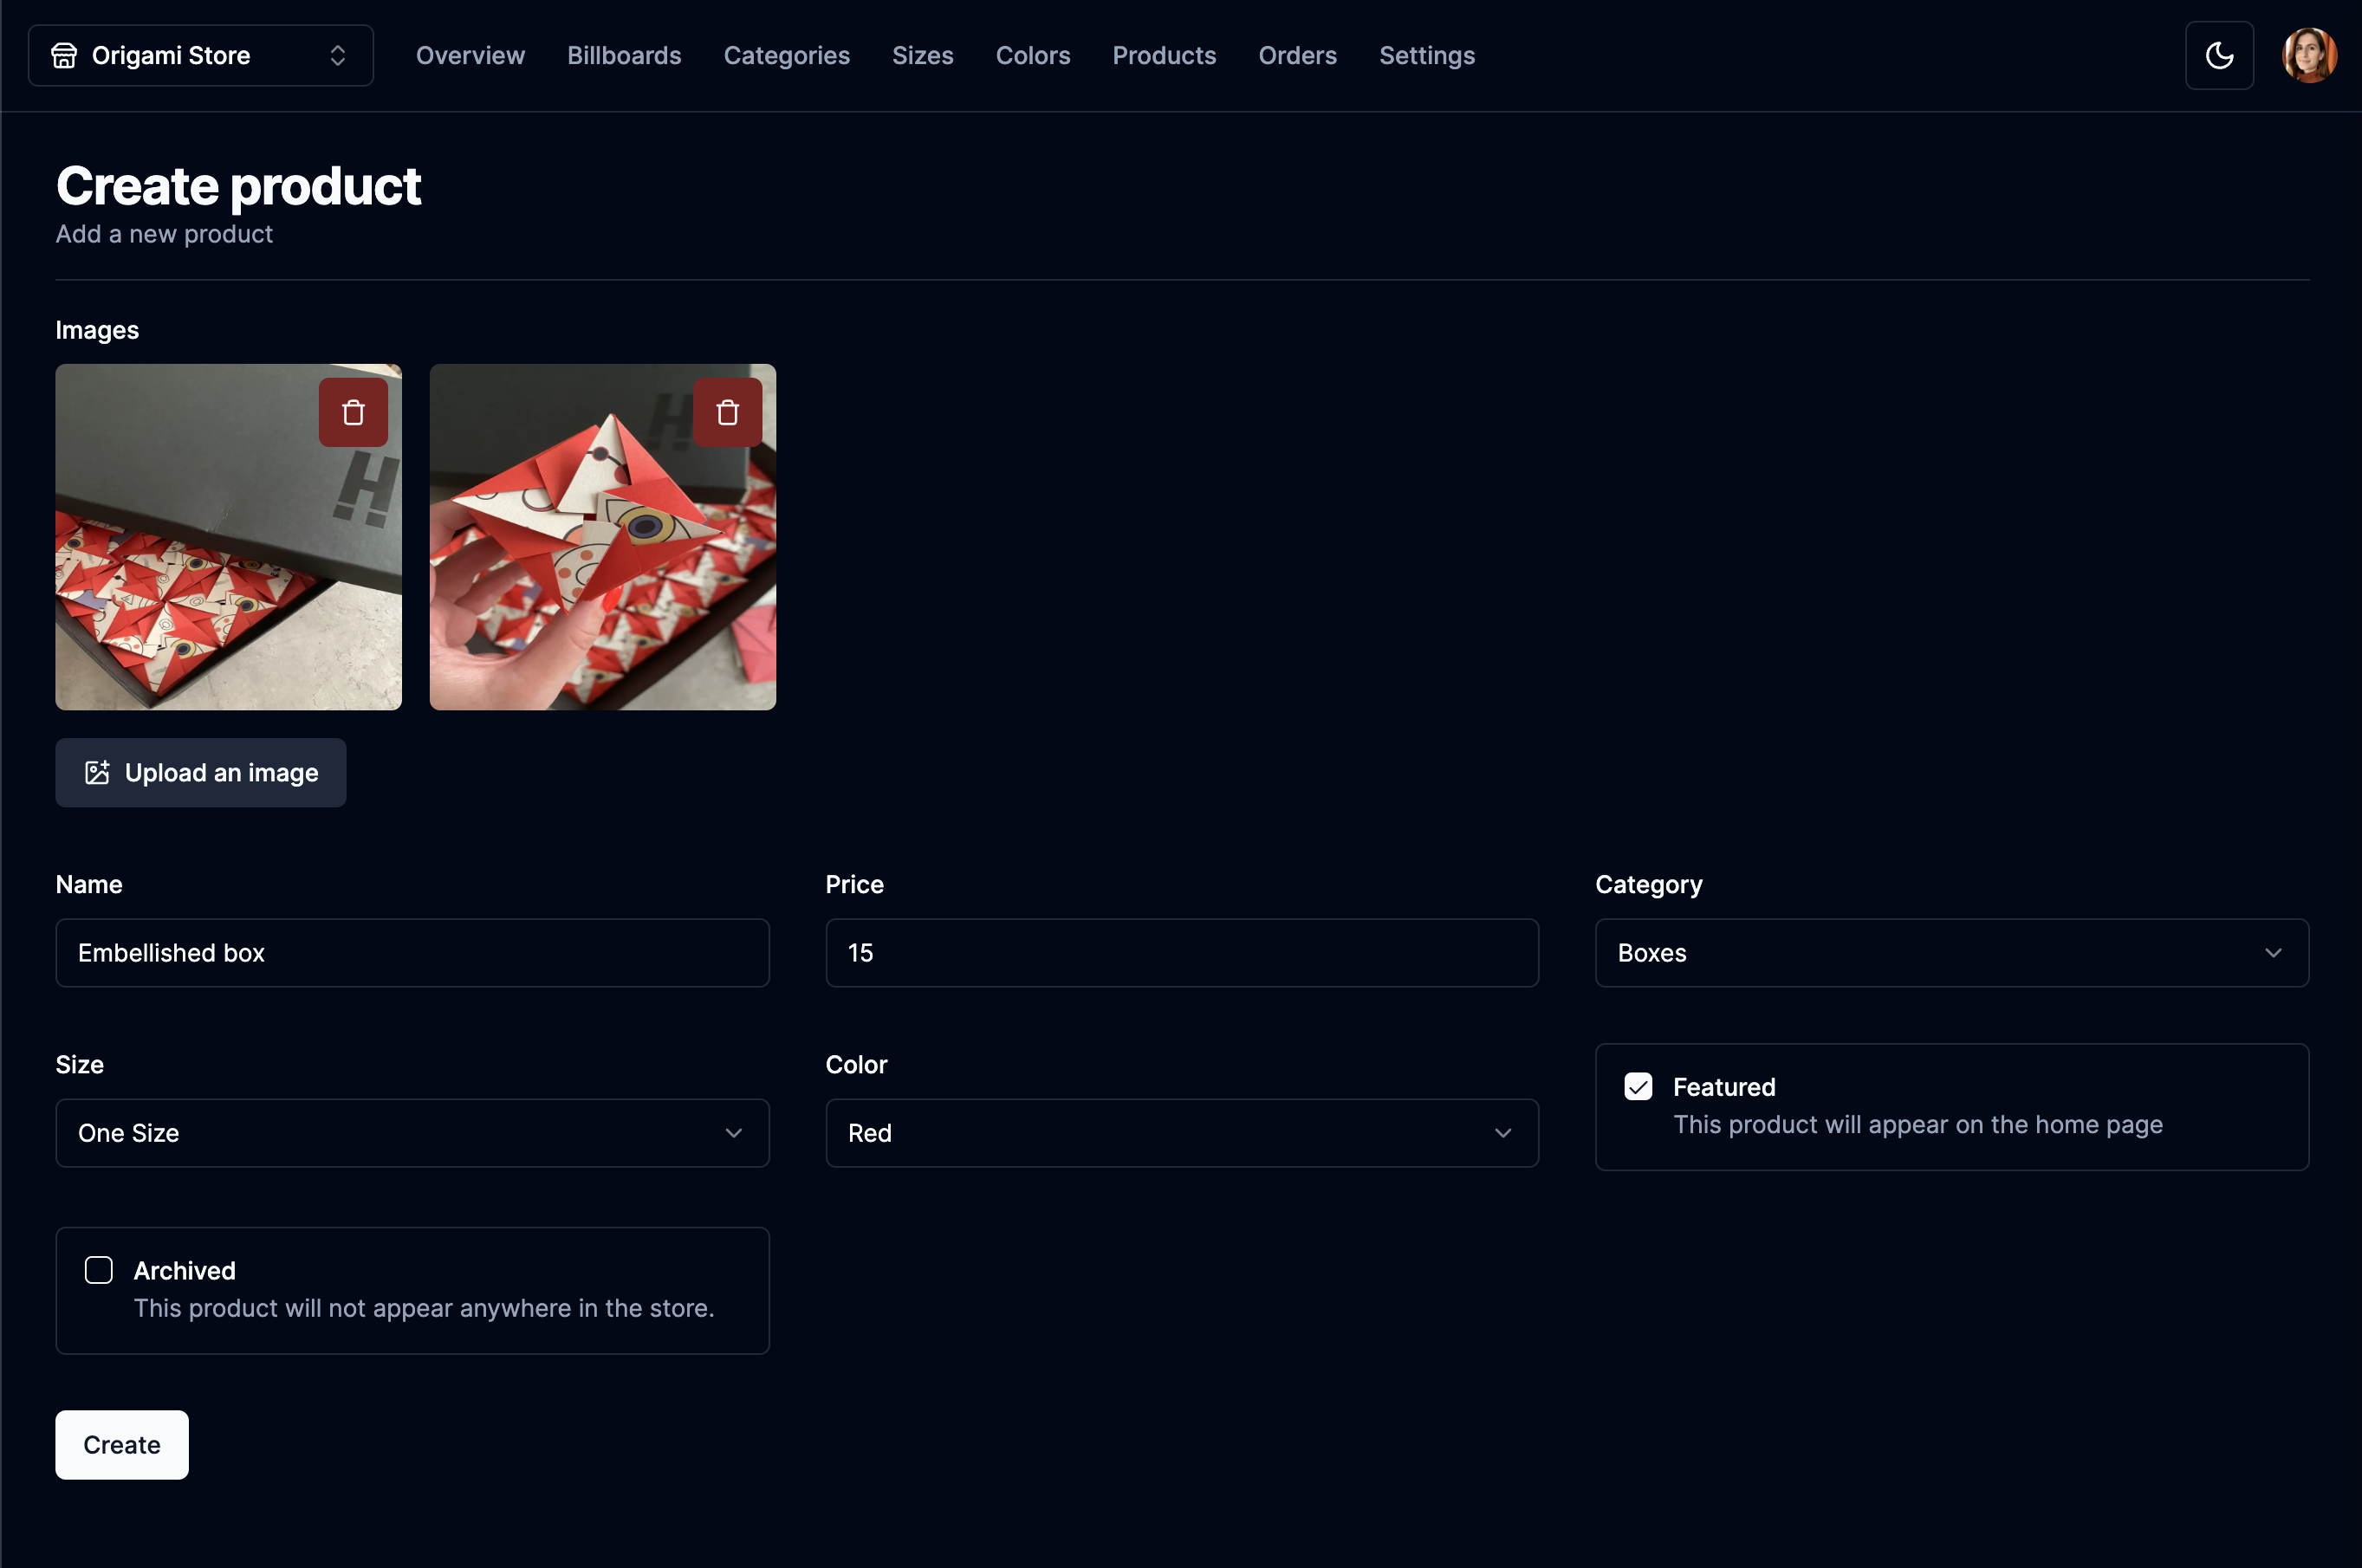 Origami Store
Overview
Billboards
Categories
Sizes
Colors
Products
Orders
Settings
Create product
Add a new product
Images
H
H
Upload an image
Name
Price
Category
Embellished box
15
Boxes
Size
Color
One Size
Red
Featured
This product will appear on the home page
Archived
This product will not appear anywhere in the store.
Create